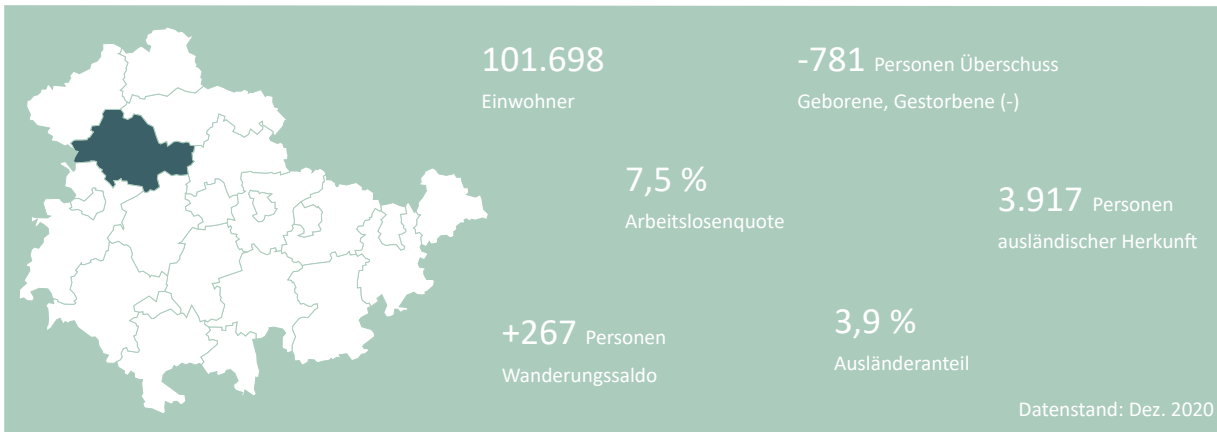 101.698
Einwohner
-781 Personen Überschuss
Geborene, Gestorbene (-)
7,5 %
Arbeitslosenquote
3.917 Personen
ausländischer Herkunft
+267 Personen
Wanderungssaldo
3,9 %
Ausländeranteil
Datenstand: Dez. 2020